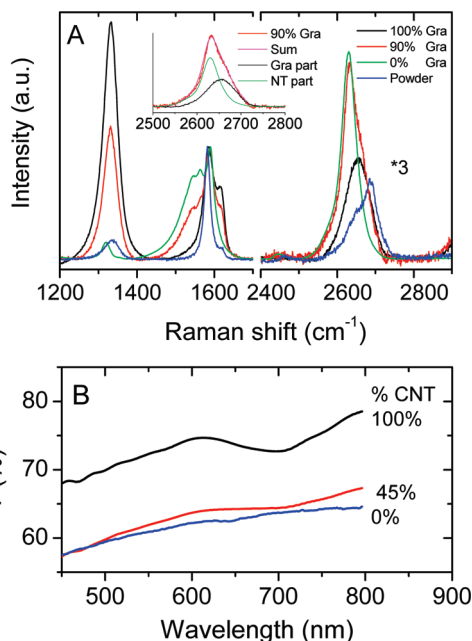 A
90% Gra
Sum
Gra part
NT part
2500 2600 2700 2800
100% Gra
90% Gra
0% Gra
Powder
*3
Intensity (a.u.)
1200 1400 1600 2400 2600 2800
Raman shift (cm⁻¹)
B
% CNT
100%
45%
0%
80
70
60
(%)
500 600 700 800 900
Wavelength (nm)